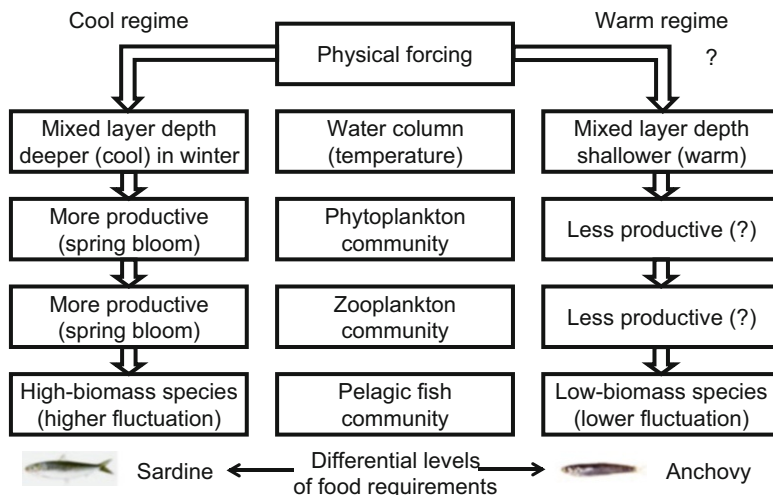 Cool regime
Warm regime
Physical forcing
?
Mixed layer depth
deeper (cool) in winter
Water column
(temperature)
Mixed layer depth
shallower (warm)
More productive
(spring bloom)
Phytoplankton
community
Less productive (?)
More productive
(spring bloom)
Zooplankton
community
Less productive (?)
High-biomass species
(higher fluctuation)
Pelagic fish
community
Low-biomass species
(lower fluctuation)
Sardine
Differential levels
of food requirements
Anchovy